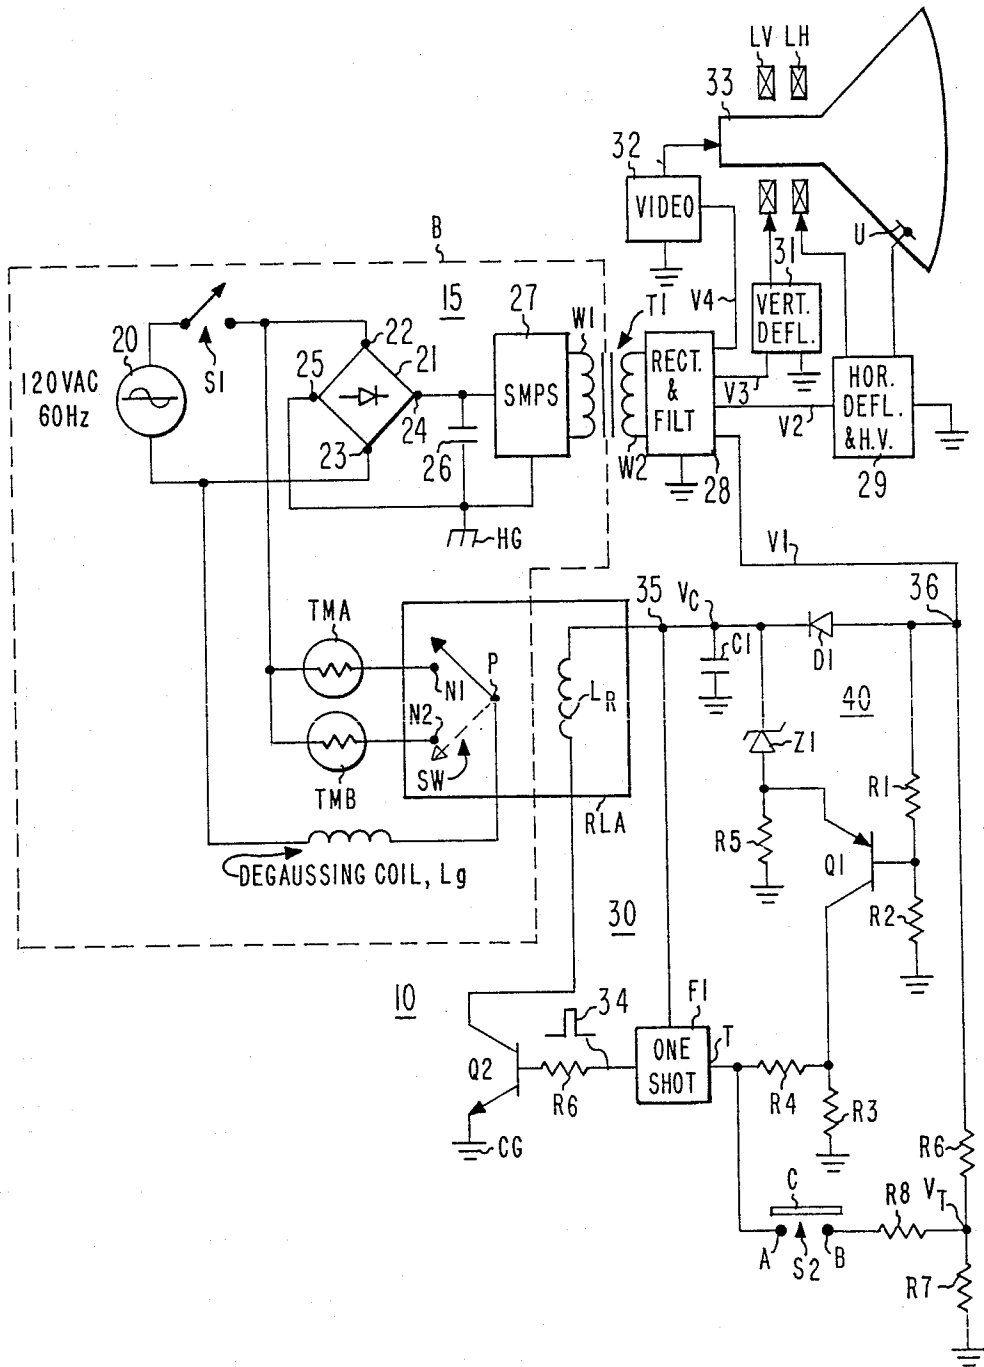 LV LH
33
32
VIDEO
U
31
VERT.
DEFL.
V4
B
15
27
W1
T1
22
20
21
25
S1
120VAC
60Hz
SMPS
RECT.
&
FILT
V3
V2
HOR.
DEFL.
& H.V.
24
23
26
W2
28
29
HG
V1
TMA
35
VC
36
P
C1
D1
N1
LR
40
N2
Z1
SW
TMB
RLA
R1
R5
Q1
DEGAUSSING COIL, Lg
R2
30
10
34
F1
T
ONE
SHOT
Q2
R6
R4
R3
CG
R6
C
R8
VT
A
S2
B
R7